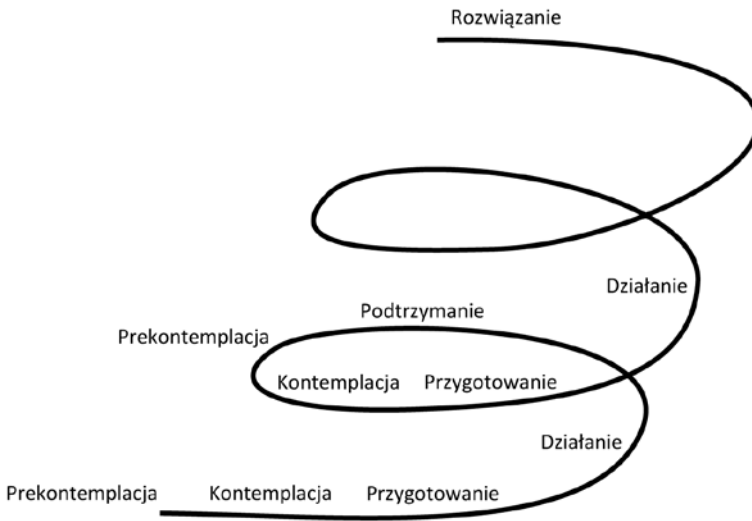 Rozwiązanie
Działanie
Podtrzymanie
Prekontemplacja
Kontemplacja Przygotowanie
Działanie
Prekontemplacja Kontemplacja Przygotowanie